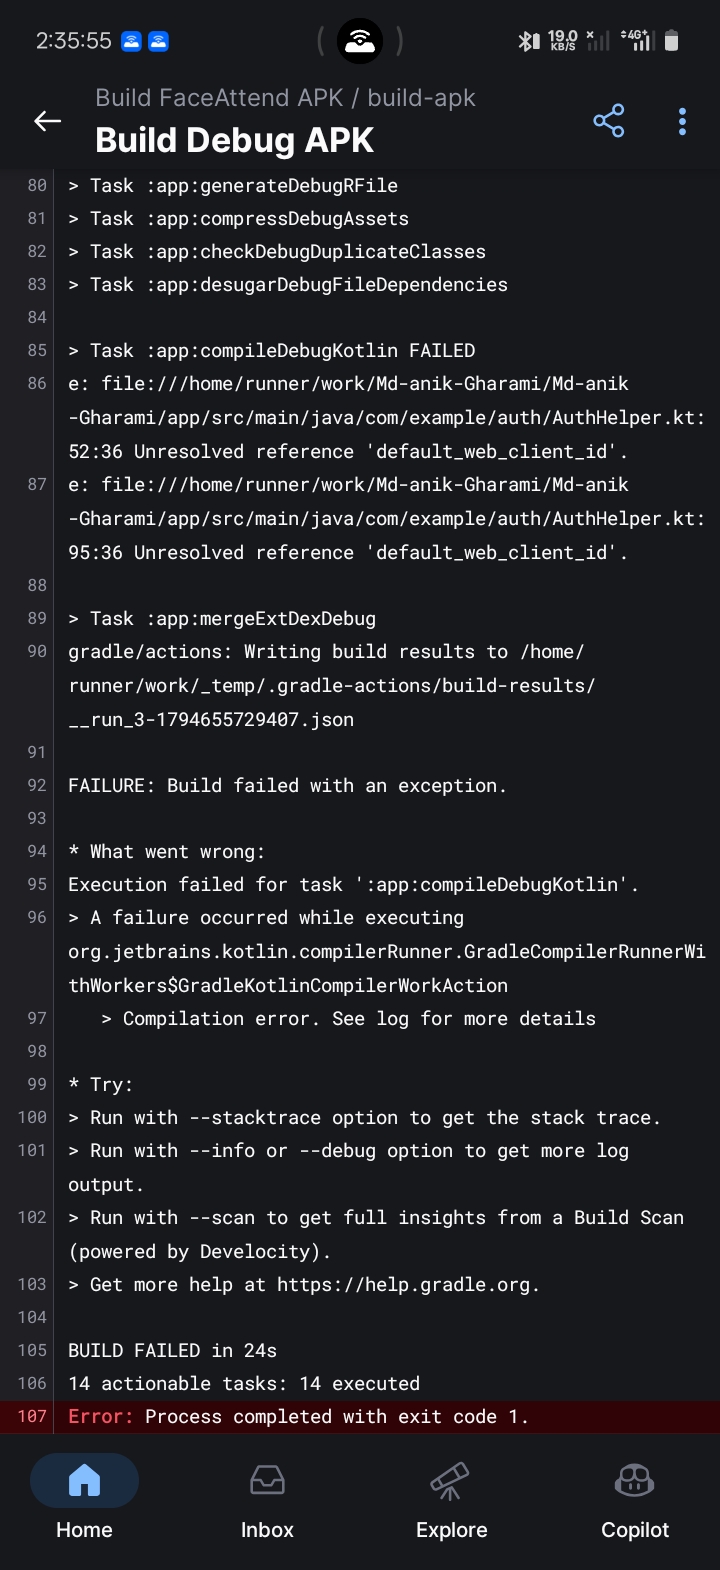 2:35:55
19.0
KB/S
4G+
Build FaceAttend APK / build-apk
Build Debug APK
80 > Task :app:generateDebugRFile
81 > Task :app:compressDebugAssets
82 > Task :app:checkDebugDuplicateClasses
83 > Task :app:desugarDebugFileDependencies
84
85 > Task :app:compileDebugKotlin FAILED
86 e: file:///home/runner/work/Md-anik-Gharami/Md-anik
-Gharami/app/src/main/java/com/example/auth/AuthHelper.kt:
52:36 Unresolved reference 'default_web_client_id'.
87 e: file:///home/runner/work/Md-anik-Gharami/Md-anik
-Gharami/app/src/main/java/com/example/auth/AuthHelper.kt:
95:36 Unresolved reference 'default_web_client_id'.
88
89 > Task :app:mergeExtDexDebug
90 gradle/actions: Writing build results to /home/
runner/work/_temp/.gradle-actions/build-results/
__run_3-1794655729407.json
91
92 FAILURE: Build failed with an exception.
93
94 * What went wrong:
95 Execution failed for task ':app:compileDebugKotlin'.
96 > A failure occurred while executing
org.jetbrains.kotlin.compilerRunner.GradleCompilerRunnerWi
thWorkers$GradleKotlinCompilerWorkAction
97 > Compilation error. See log for more details
98
99 * Try:
100 > Run with --stacktrace option to get the stack trace.
101 > Run with --info or --debug option to get more log
output.
102 > Run with --scan to get full insights from a Build Scan
(powered by Develocity).
103 > Get more help at https://help.gradle.org.
104
105 BUILD FAILED in 24s
106 14 actionable tasks: 14 executed
107 Error: Process completed with exit code 1.
Home
Inbox
Explore
Copilot